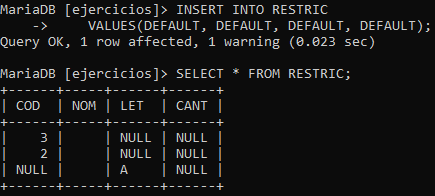 MariaDB [ejercicios]> INSERT INTO RESTRIC
    ->     VALUES(DEFAULT, DEFAULT, DEFAULT, DEFAULT);
Query OK, 1 row affected, 1 warning (0.023 sec)

MariaDB [ejercicios]> SELECT * FROM RESTRIC;
+------+------+------+------+
| COD  | NOM  | LET  | CANT |
+------+------+------+------+
|    3 |      | NULL | NULL |
|    2 |      | NULL | NULL |
| NULL |      | A    | NULL |
+------+------+------+------+